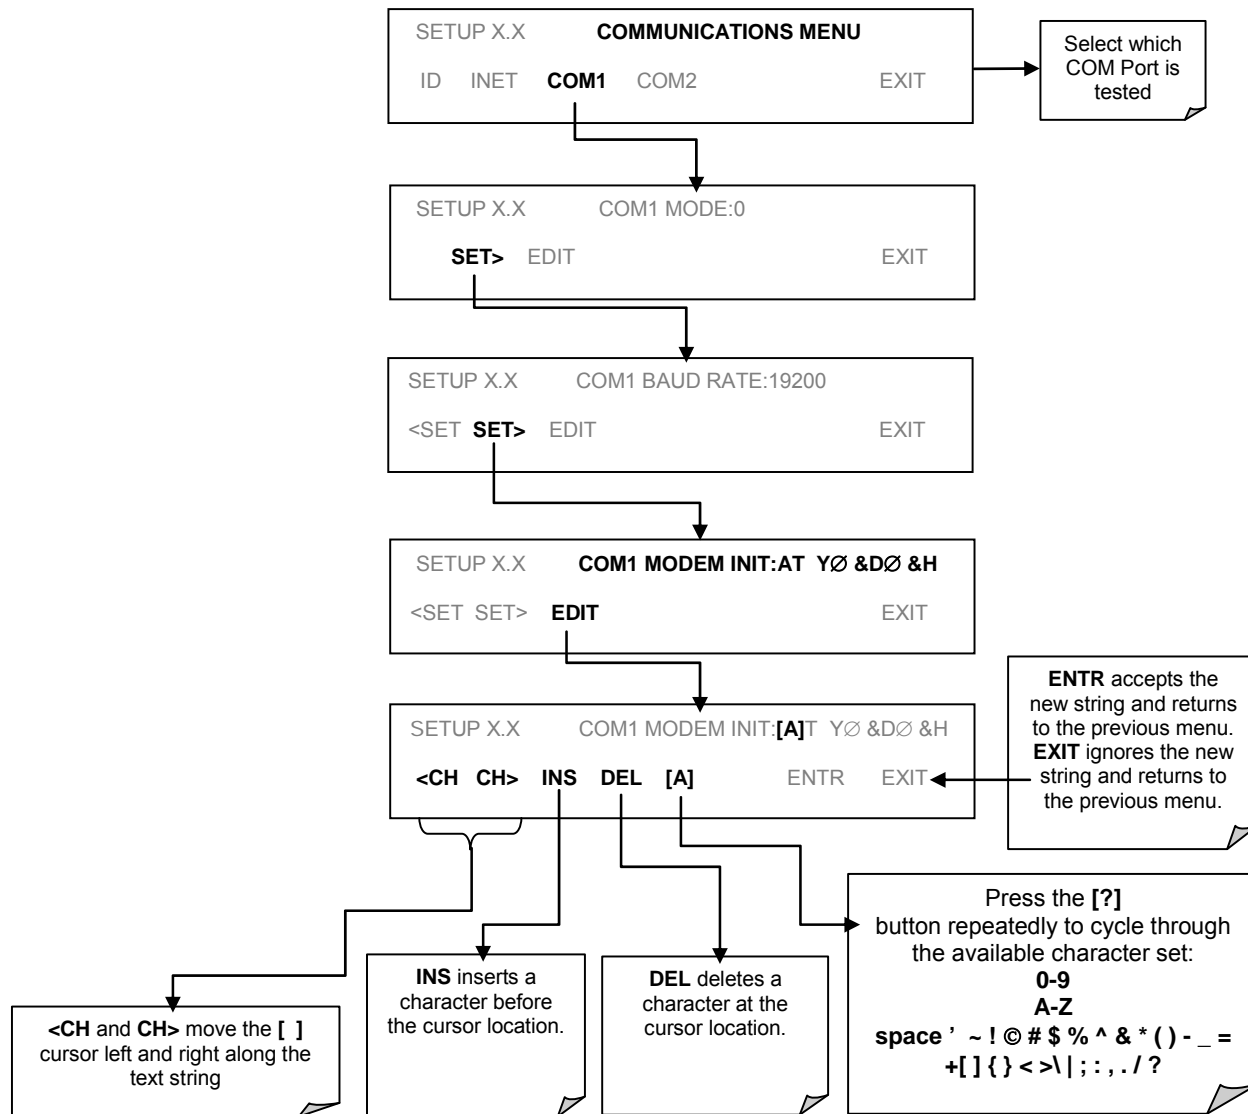 SETUP X.X COMMUNICATIONS MENU
ID INET COM1 COM2 EXIT
Select which
COM Port is
tested
SETUP X.X COM1 MODE:0
SET> EDIT EXIT
SETUP X.X COM1 BAUD RATE:19200
<SET SET> EDIT EXIT
SETUP X.X COM1 MODEM INIT:AT Y∅ &D∅ &H
<SET SET> EDIT EXIT
SETUP X.X COM1 MODEM INIT:[A]T Y∅ &D∅ &H
<CH CH> INS DEL [A] ENTR EXIT
ENTR accepts the
new string and returns
to the previous menu.
EXIT ignores the new
string and returns to
the previous menu.
<CH and CH> move the [ ]
cursor left and right along the
text string
INS inserts a
character before
the cursor location.
DEL deletes a
character at the
cursor location.
Press the [?]
button repeatedly to cycle through
the available character set:
0-9
A-Z
space ’ ~ ! © # $ % ^ & * ( ) - _ =
+[ ] { } < >\ | ; : , . / ?